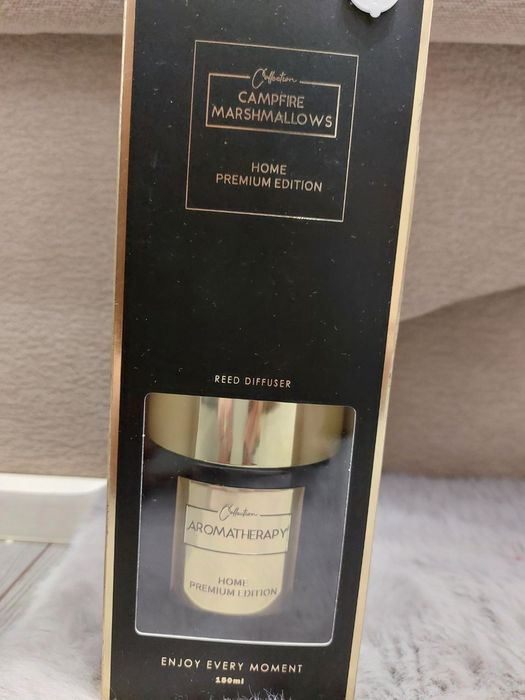 Collection
CAMPFIRE
MARSHMALLOWS
HOME
PREMIUM EDITION
REED DIFFUSER
Collection
AROMATHERAPY
HOME
PREMIUM EDITION
ENJOY EVERY MOMENT
150ml